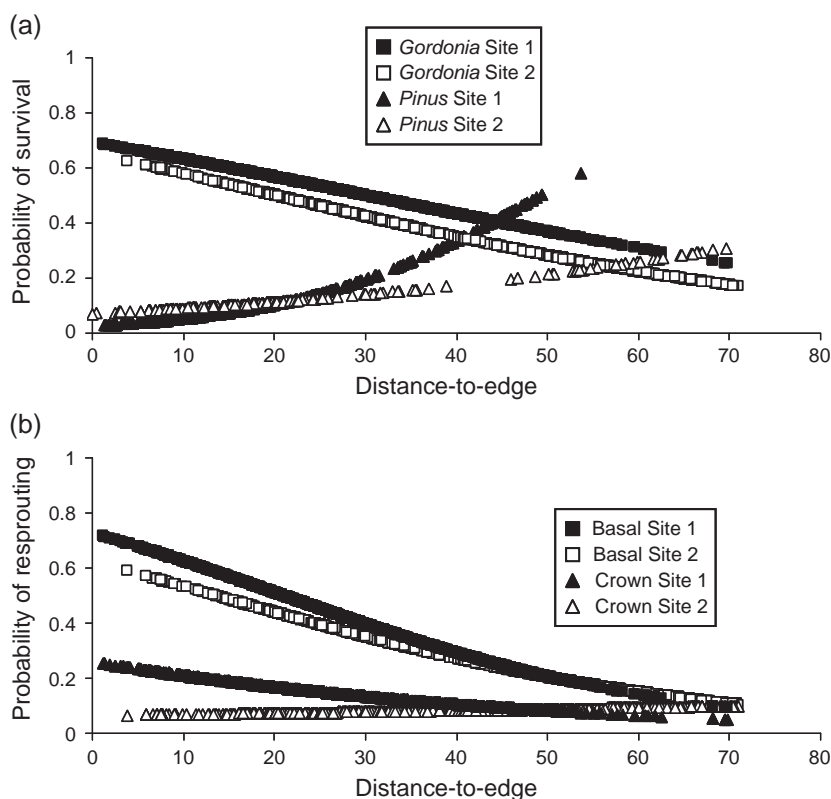 (a)
Gordonia Site 1
Gordonia Site 2
Pinus Site 1
Pinus Site 2
Probability of survival
1
0.8
0.6
0.4
0.2
0
0 10 20 30 40 50 60 70 80
Distance-to-edge
(b)
Basal Site 1
Basal Site 2
Crown Site 1
Crown Site 2
Probability of resprouting
1
0.8
0.6
0.4
0.2
0
0 10 20 30 40 50 60 70 80
Distance-to-edge